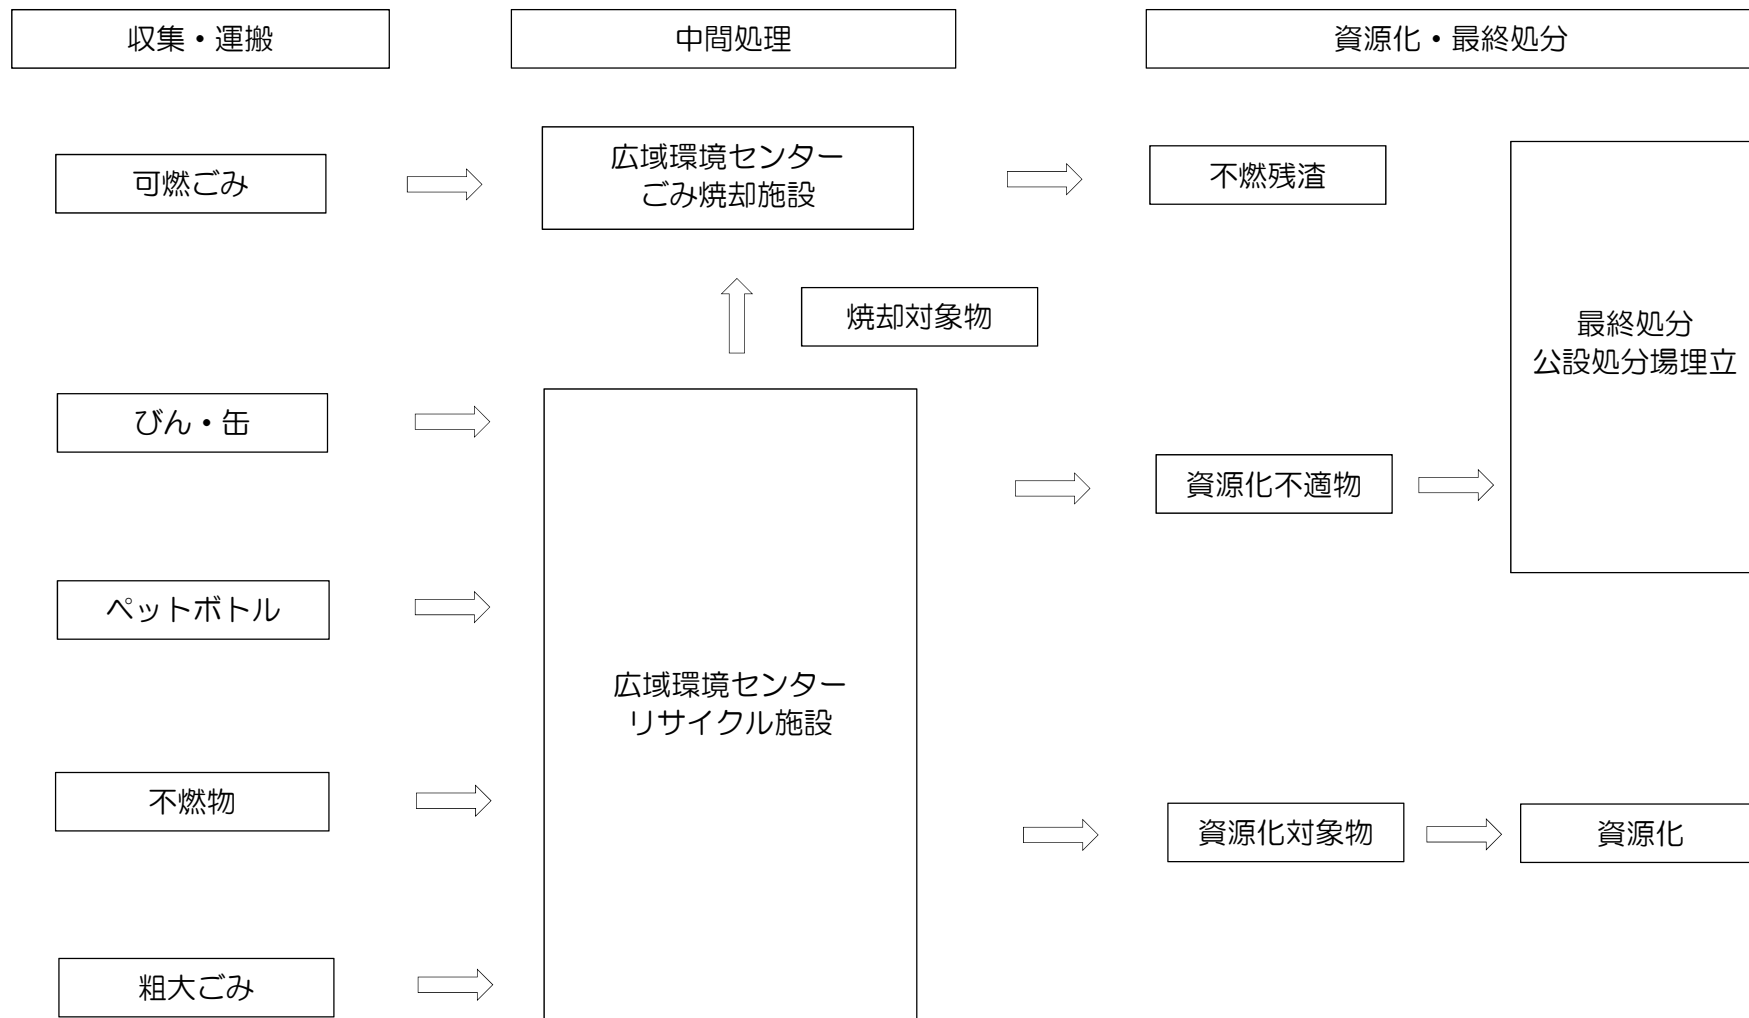 収集・運搬
中間処理
資源化・最終処分
可燃ごみ
広域環境センター
ごみ焼却施設
不燃残渣
焼却対象物
最終処分
公設処分場埋立
びん・缶
資源化不適物
ペットボトル
広域環境センター
リサイクル施設
不燃物
資源化対象物
資源化
粗大ごみ